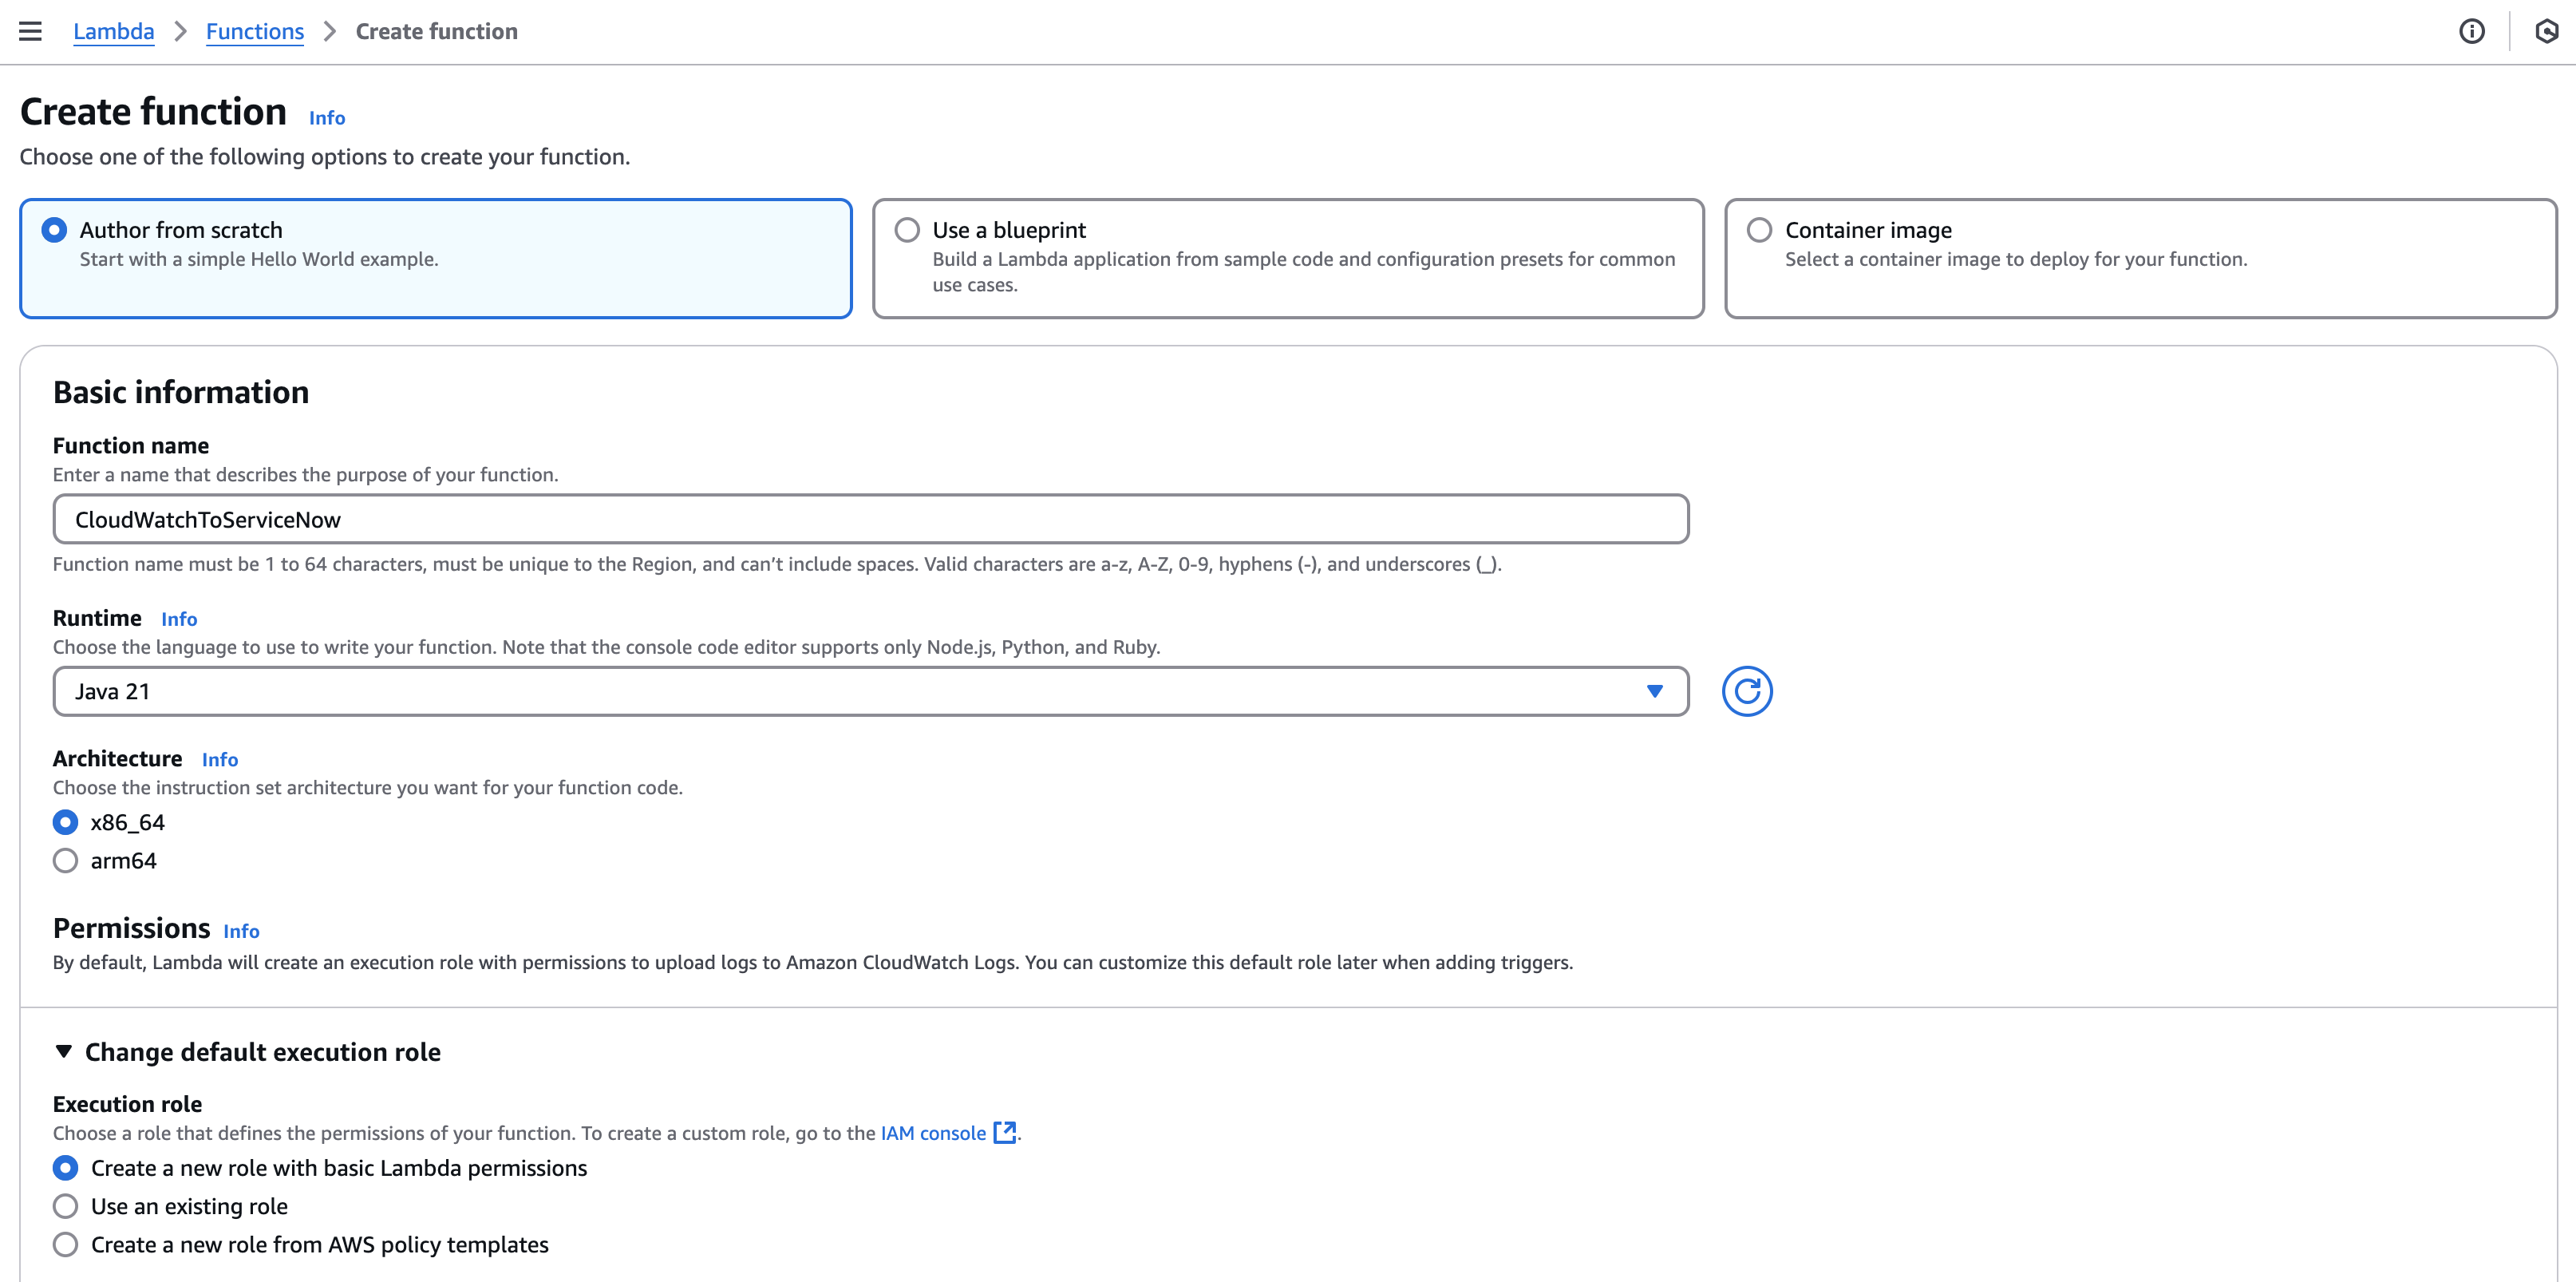 Lambda > Functions > Create function
Create function Info
Choose one of the following options to create your function.
Author from scratch
Start with a simple Hello World example.
Use a blueprint
Build a Lambda application from sample code and configuration presets for common
use cases.
Container image
Select a container image to deploy for your function.
Basic information
Function name
Enter a name that describes the purpose of your function.
CloudWatchToServiceNow
Function name must be 1 to 64 characters, must be unique to the Region, and can’t include spaces. Valid characters are a-z, A-Z, 0-9, hyphens (-), and underscores (_).
Runtime Info
Choose the language to use to write your function. Note that the console code editor supports only Node.js, Python, and Ruby.
Java 21
Architecture Info
Choose the instruction set architecture you want for your function code.
x86_64
arm64
Permissions Info
By default, Lambda will create an execution role with permissions to upload logs to Amazon CloudWatch Logs. You can customize this default role later when adding triggers.
Change default execution role
Execution role
Choose a role that defines the permissions of your function. To create a custom role, go to the IAM console.
Create a new role with basic Lambda permissions
Use an existing role
Create a new role from AWS policy templates